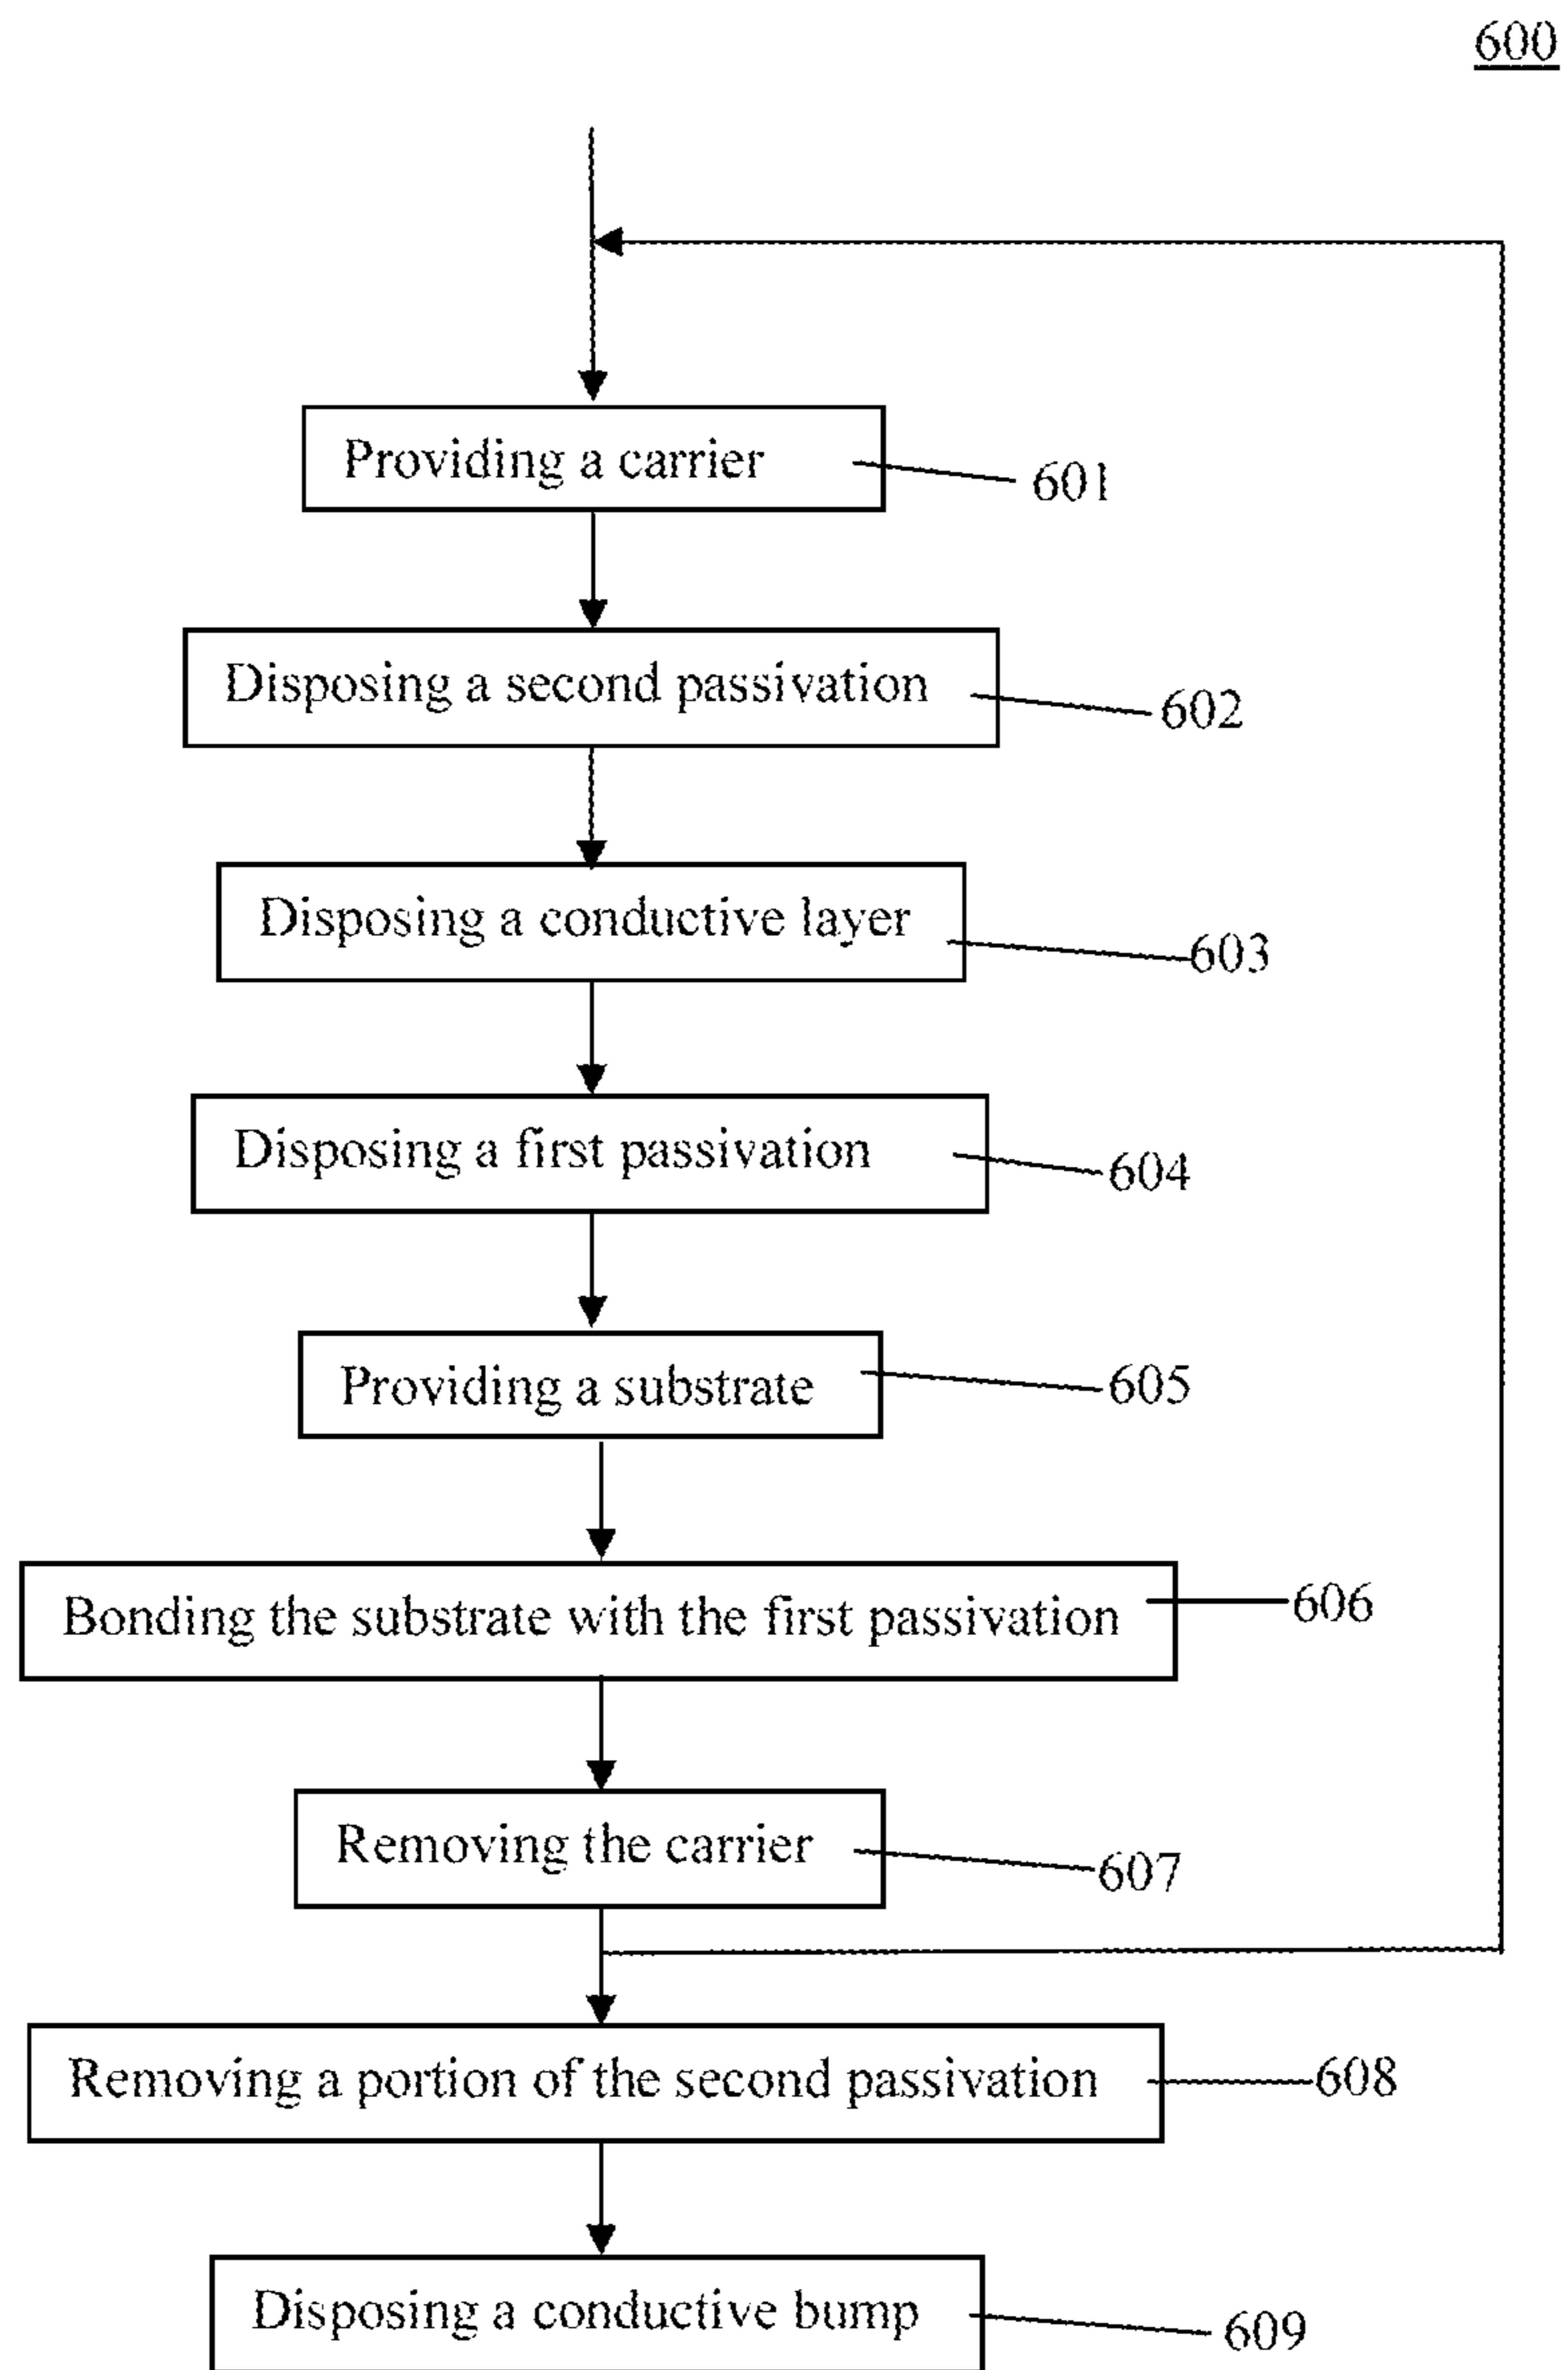 600
Providing a carrier
601
Disposing a second passivation
602
Disposing a conductive layer
603
Disposing a first passivation
604
Providing a substrate
605
Bonding the substrate with the first passivation
606
Removing the carrier
607
Removing a portion of the second passivation
608
Disposing a conductive bump
609